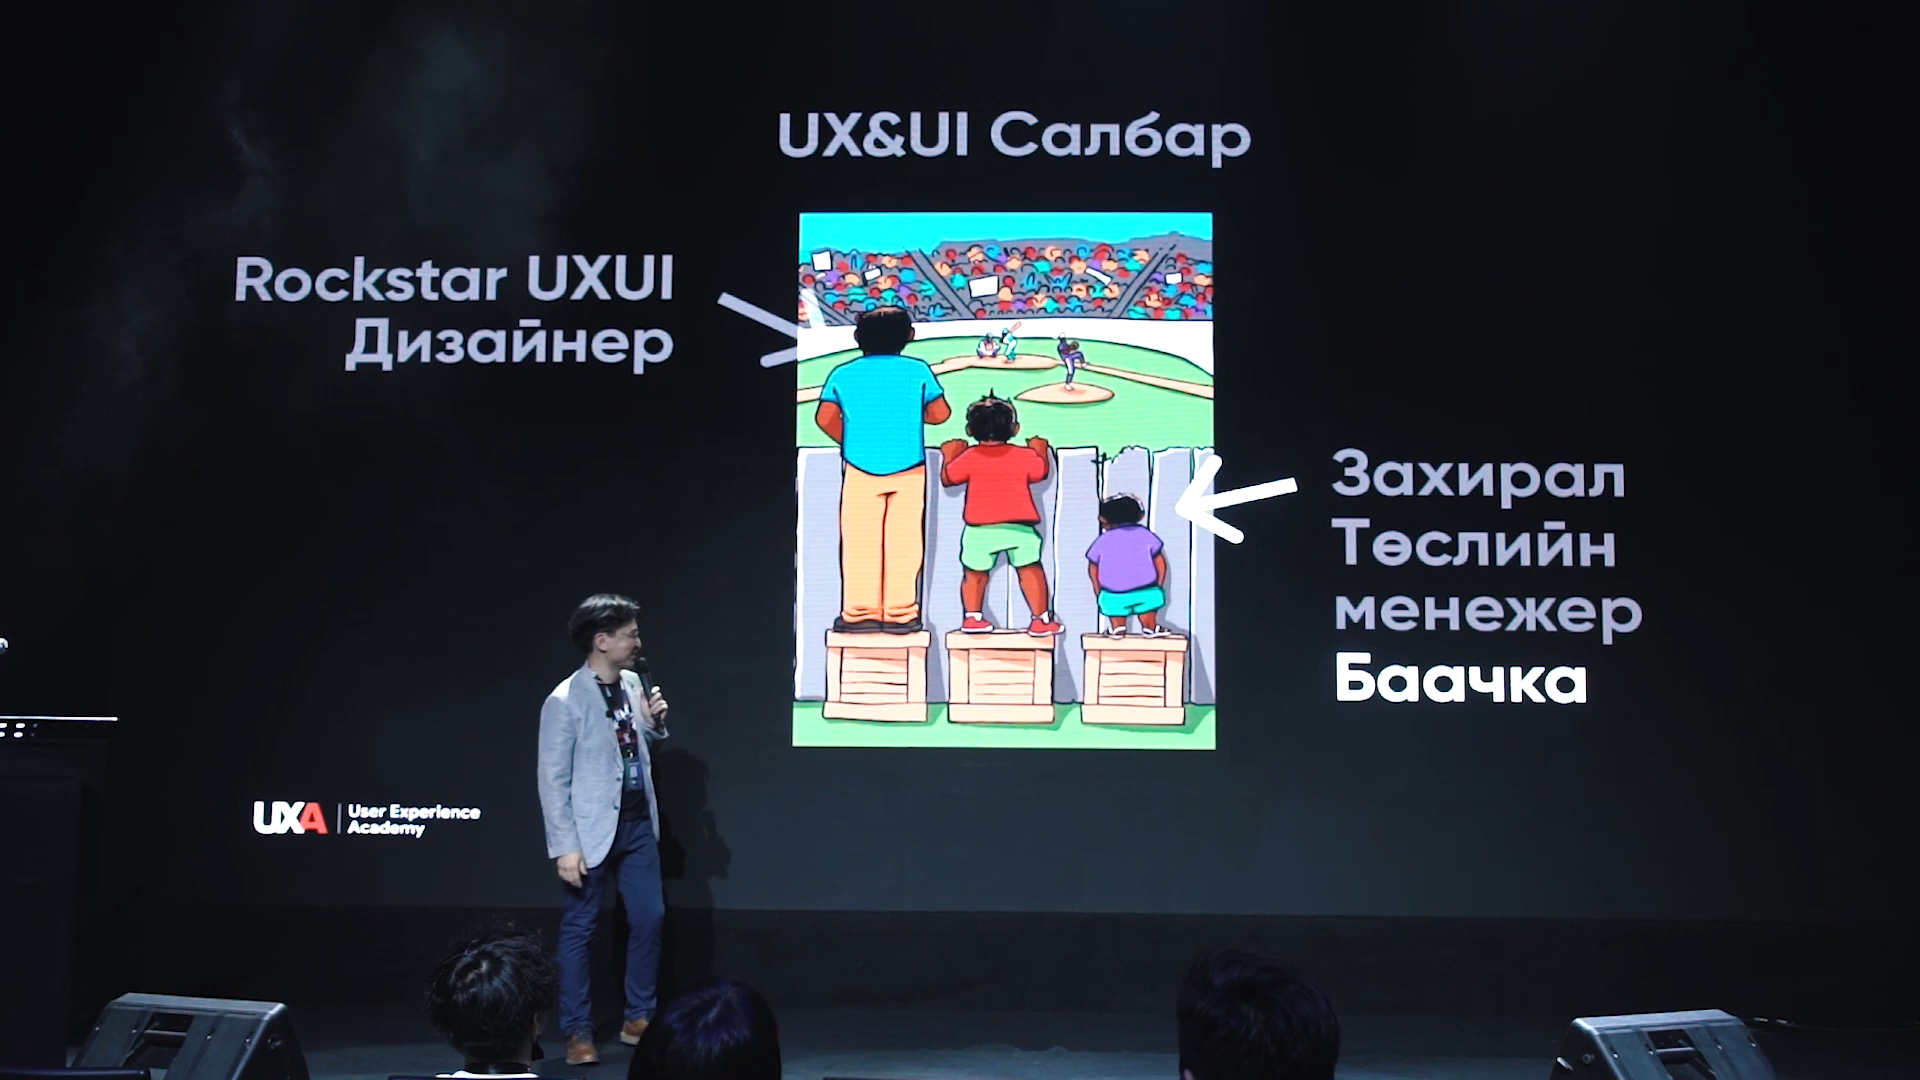 UX&UI Салбар
Rockstar UXUI
Дизайнер
Захирал
Төслийн
менежер
Баачка
UXA | User Experience
Academy